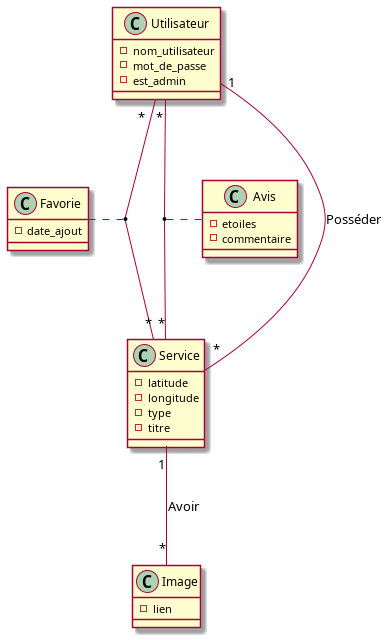 C Utilisateur
nom_utilisateur
mot_de_passe
est_admin
1
*
*
C Favorie
date_ajout
C Avis
etoiles
commentaire
Posséder
*
*
*
C Service
latitude
longitude
type
titre
1
Avoir
*
C Image
lien